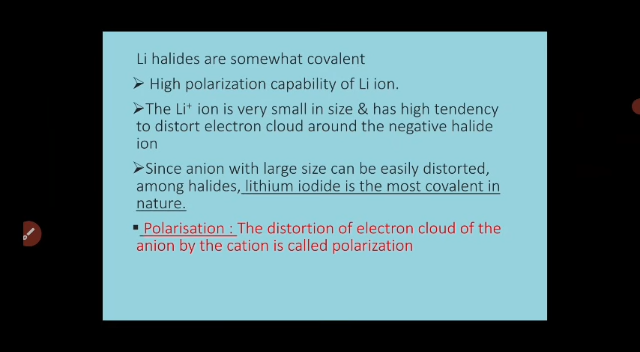 Li halides are somewhat covalent
➢ High polarization capability of Li ion.
➢The Li⁺ ion is very small in size & has high tendency
to distort electron cloud around the negative halide
ion
➢Since anion with large size can be easily distorted,
among halides, lithium iodide is the most covalent in
nature.
▪ Polarisation : The distortion of electron cloud of the
anion by the cation is called polarization